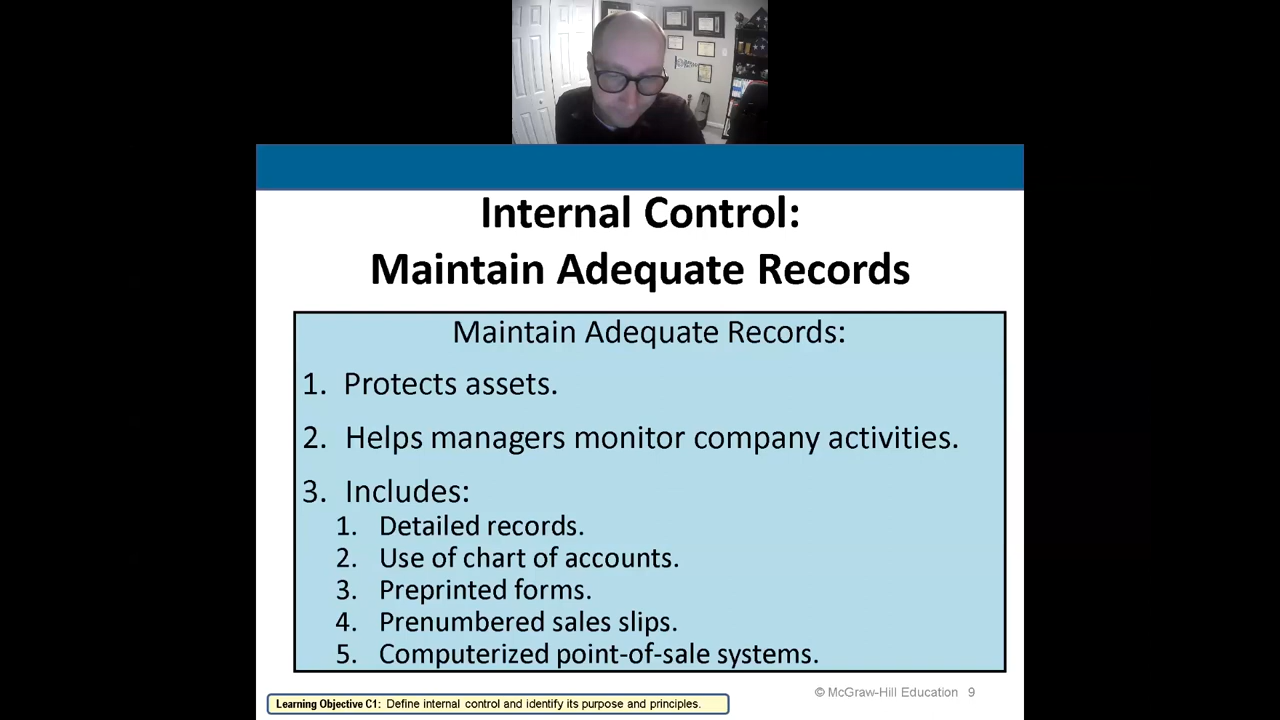 Internal Control:
Maintain Adequate Records
Maintain Adequate Records:
1. Protects assets.
2. Helps managers monitor company activities.
3. Includes:
1. Detailed records.
2. Use of chart of accounts.
3. Preprinted forms.
4. Prenumbered sales slips.
5. Computerized point-of-sale systems.
© McGraw-Hill Education 9
Learning Objective C1: Define internal control and identify its purpose and principles.